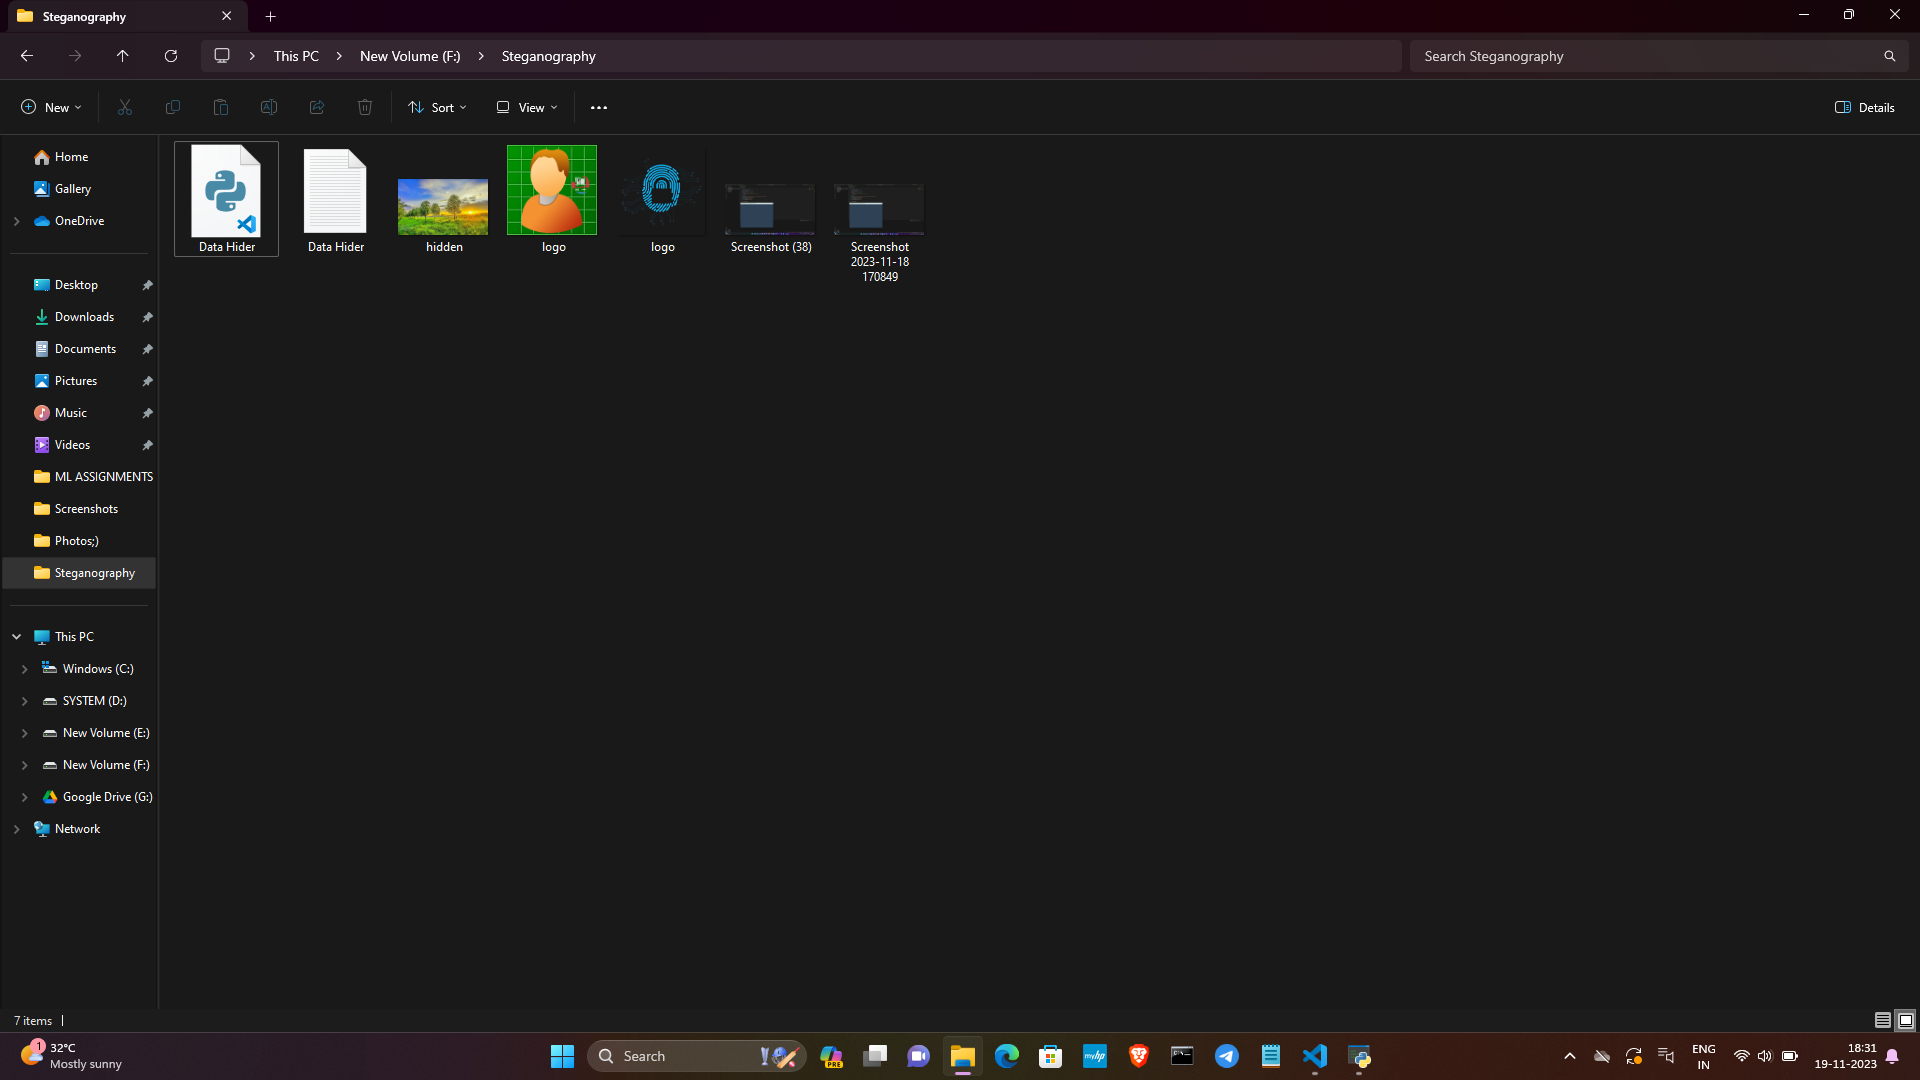 Steganography
This PC
New Volume (F:)
Steganography
Search Steganography
New
Sort
View
Details
Home
Gallery
OneDrive
Desktop
Downloads
Documents
Pictures
Music
Videos
ML ASSIGNMENTS
Screenshots
Photos;)
Steganography
This PC
Windows (C:)
SYSTEM (D:)
New Volume (E:)
New Volume (F:)
Google Drive (G:)
Network
Data Hider
Data Hider
hidden
logo
logo
Screenshot (38)
Screenshot
2023-11-18
170849
7 items
1
32°C
Mostly sunny
Search
PRE
myhp
ENG
IN
18:31
19-11-2023